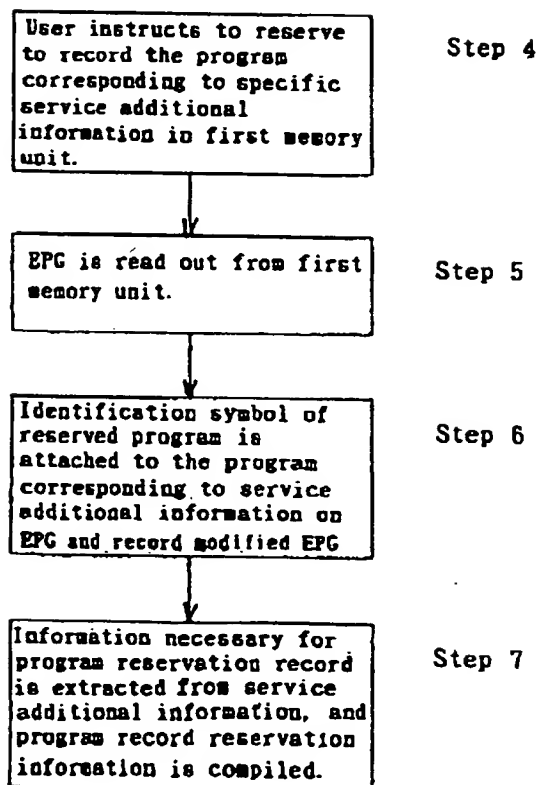 User instructs to reserve
to record the program
corresponding to specific
service additional
information in first memory
unit.
Step 4
EPG is read out from first
memory unit.
Step 5
Identification symbol of
reserved program is
attached to the program
corresponding to service
additional information on
EPG and record modified EPG
Step 6
Information necessary for
program reservation record
is extracted from service
additional information, and
program record reservation
information is compiled.
Step 7